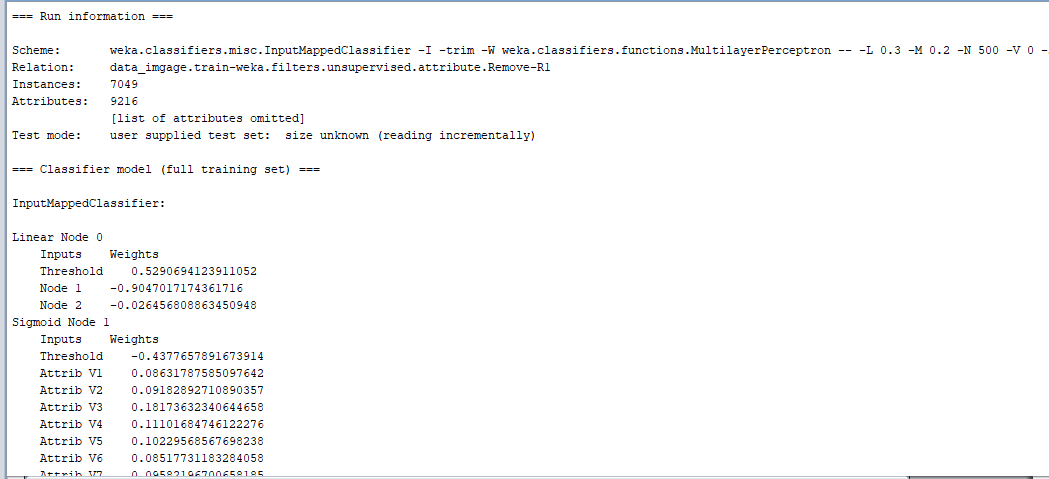 === Run information ===
Scheme: weka.classifiers.misc.InputMappedClassifier -I -trim -W weka.classifiers.functions.MultilayerPerceptron -- -L 0.3 -M 0.2 -N 500 -V 0 -
Relation: data_imgage.train-weka.filters.unsupervised.attribute.Remove-R1
Instances: 7049
Attributes: 9216
[list of attributes omitted]
Test mode: user supplied test set: size unknown (reading incrementally)
=== Classifier model (full training set) ===
InputMappedClassifier:
Linear Node 0
Inputs Weights
Threshold 0.5290694123911052
Node 1 -0.9047017174361716
Node 2 -0.026456808863450948
Sigmoid Node 1
Inputs Weights
Threshold -0.4377657891673914
Attrib V1 0.08631787585097642
Attrib V2 0.09182892710890357
Attrib V3 0.18173632340644658
Attrib V4 0.11101684746122276
Attrib V5 0.10229568567698238
Attrib V6 0.08517731183284058
Attrib V7 0.09582196700658185